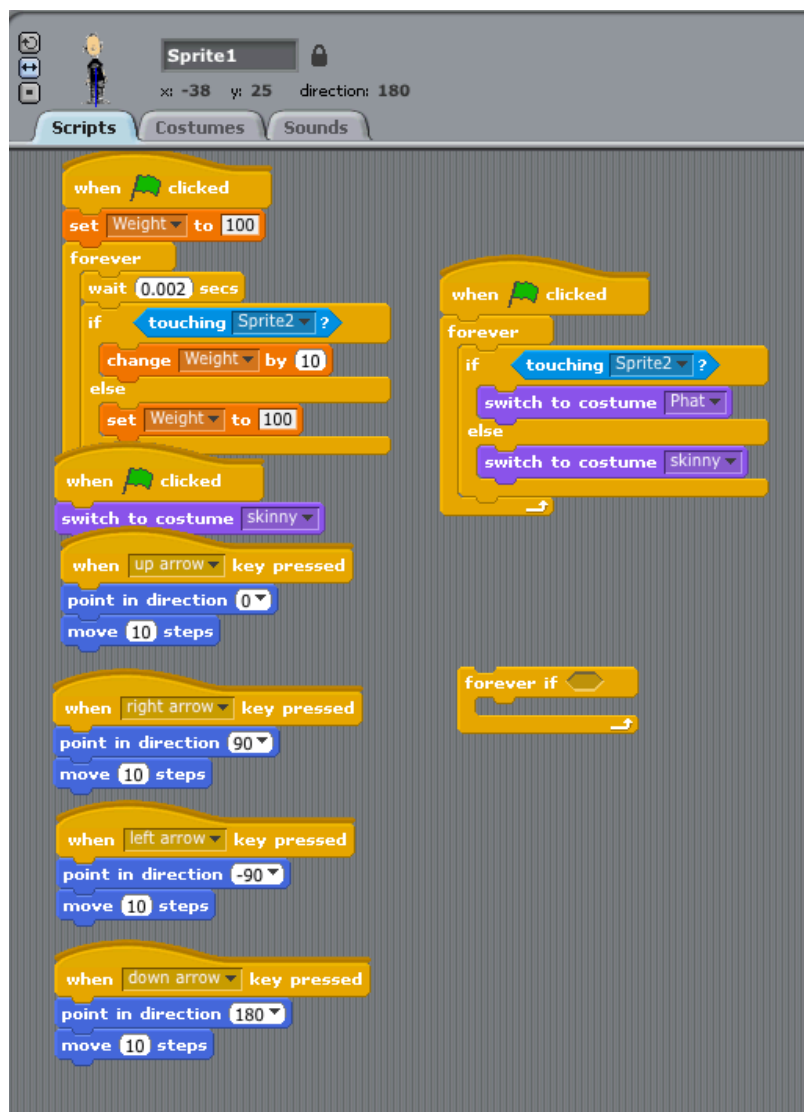 Sprite1
x: -38 y: 25 direction: 180
Scripts Costumes Sounds
when clicked
set Weight to 100
forever
wait 0.002 secs
if touching Sprite2 ?
change Weight by 10
else
set Weight to 100
when clicked
switch to costume skinny
when up arrow key pressed
point in direction 0
move 10 steps
when right arrow key pressed
point in direction 90
move 10 steps
when left arrow key pressed
point in direction -90
move 10 steps
when down arrow key pressed
point in direction 180
move 10 steps
when clicked
forever
if touching Sprite2 ?
switch to costume Phat
else
switch to costume skinny
forever if